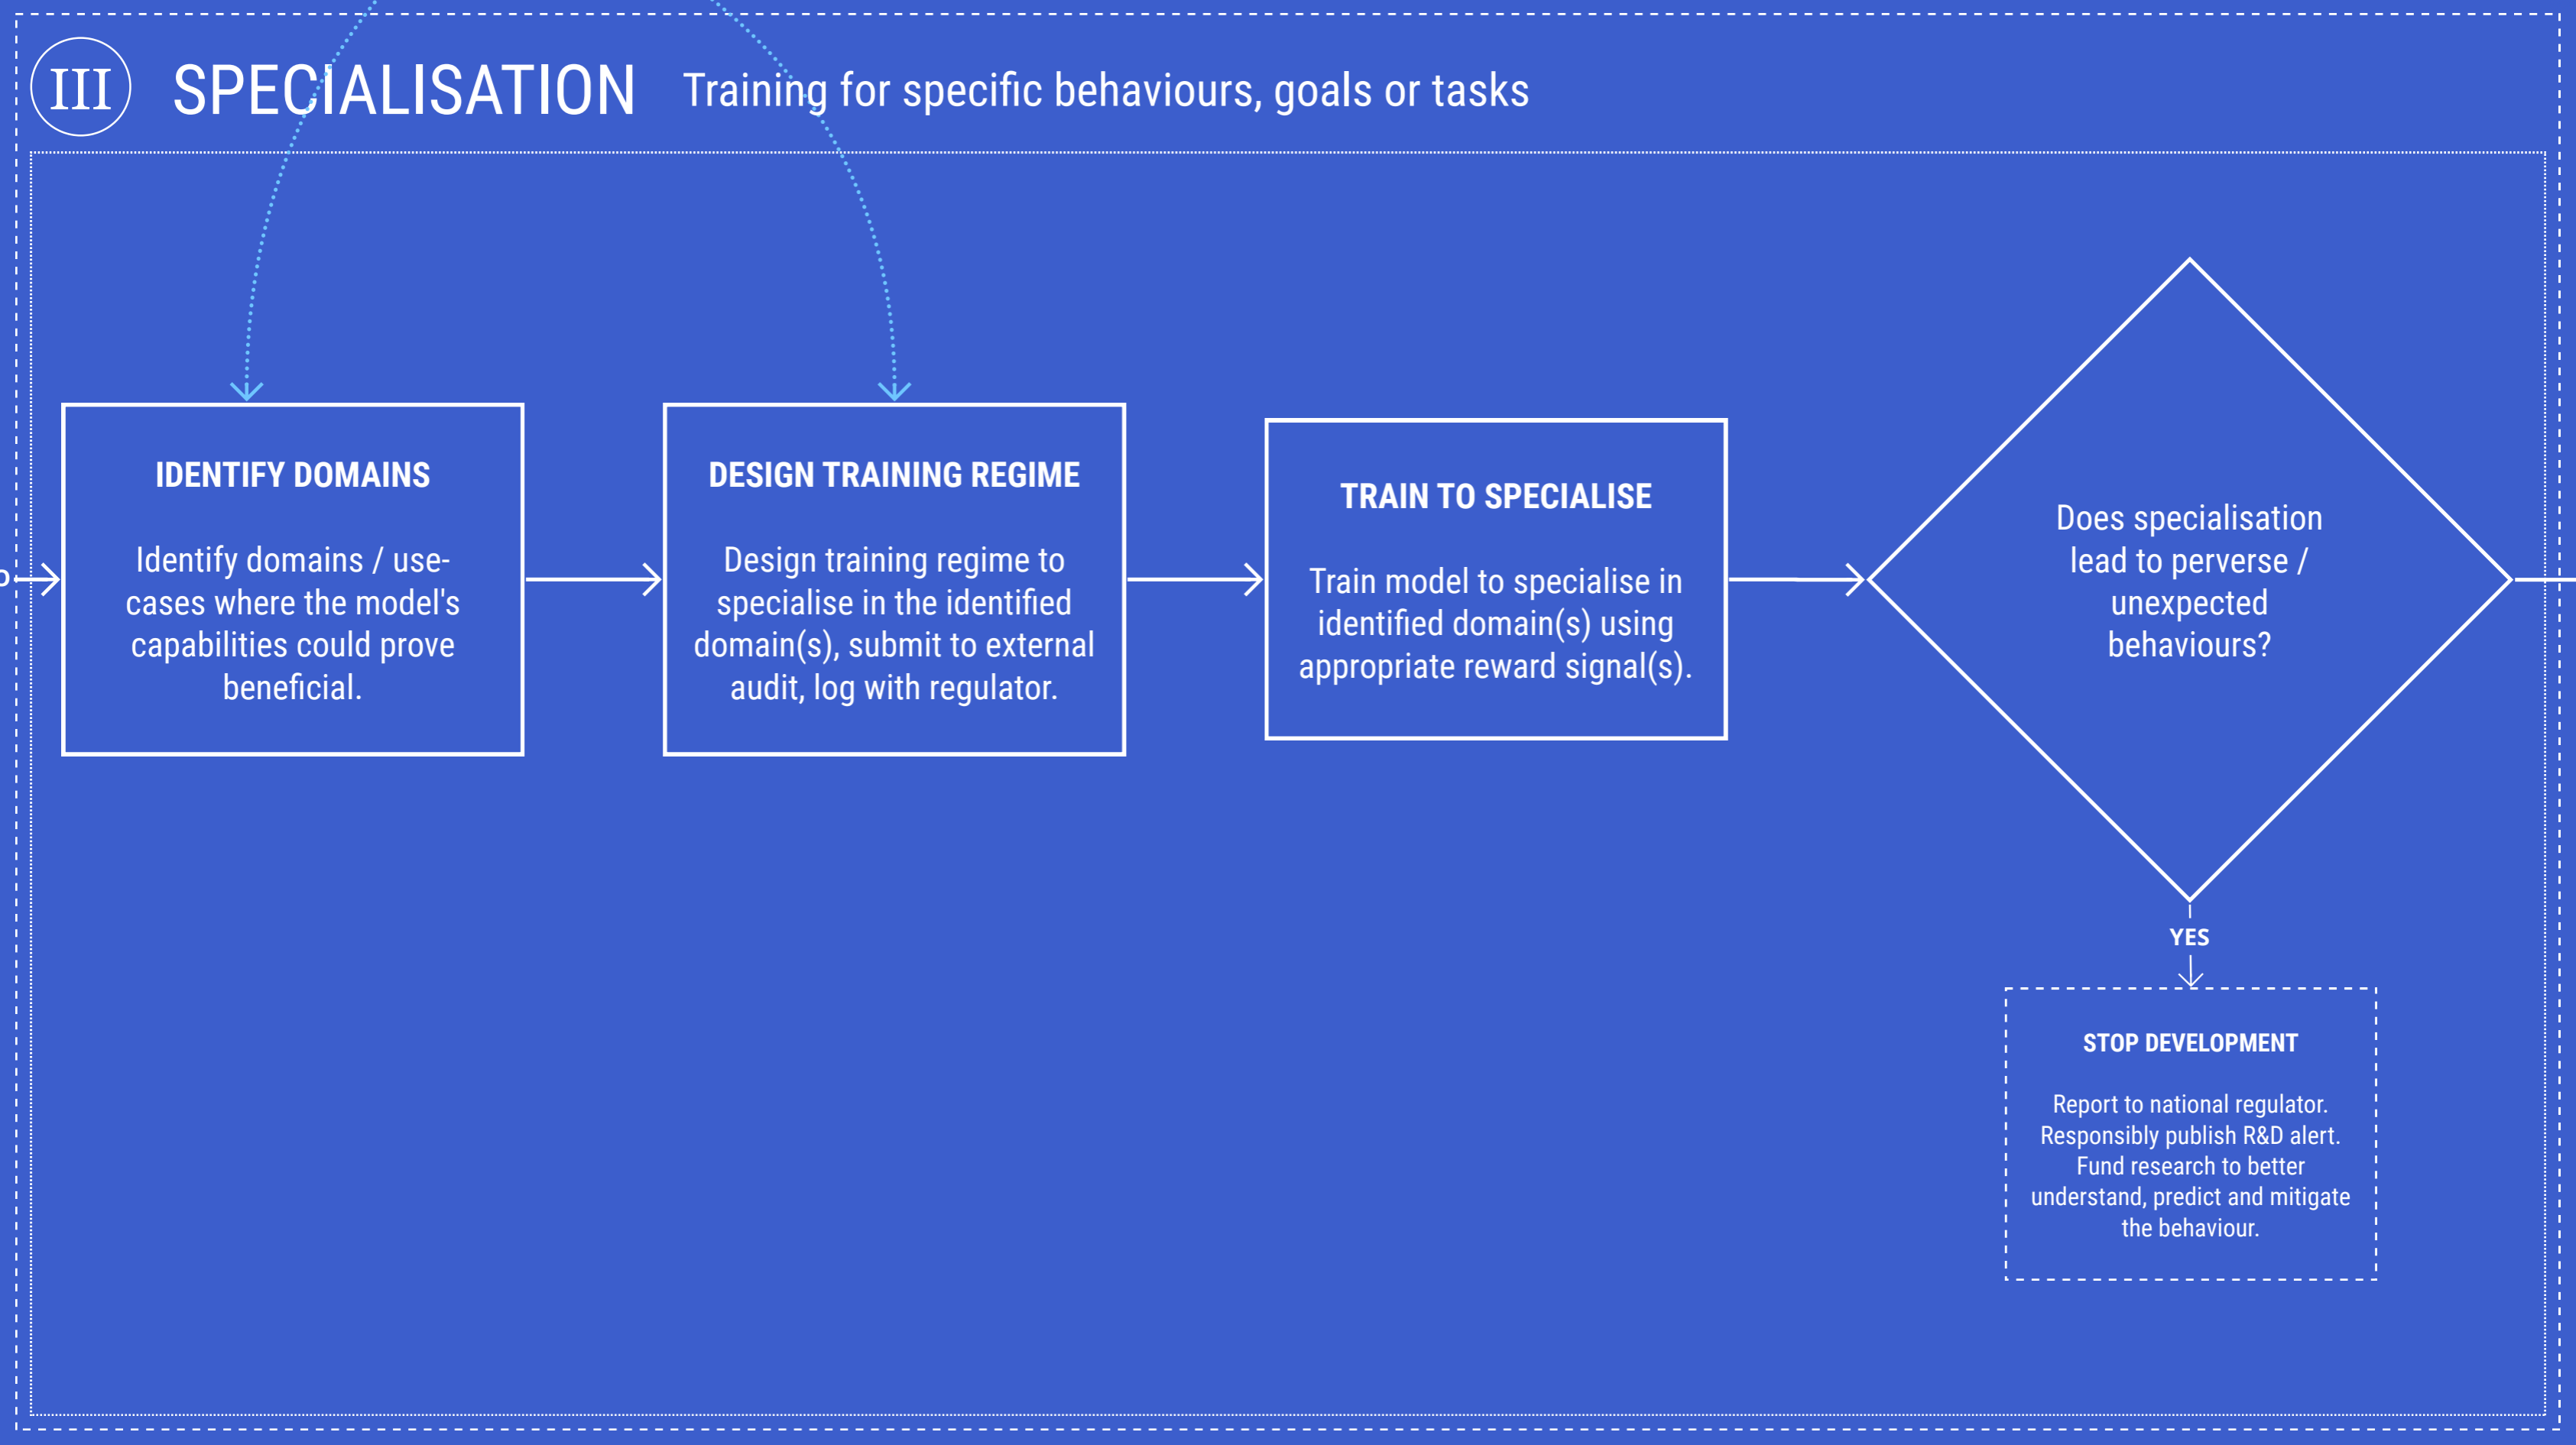 III
SPECIALISATION
Training for specific behaviours, goals or tasks
IDENTIFY DOMAINS
Identify domains / use-
cases where the model's
capabilities could prove
beneficial.
DESIGN TRAINING REGIME
Design training regime to
specialise in the identified
domain(s), submit to external
audit, log with regulator.
TRAIN TO SPECIALISE
Train model to specialise in
identified domain(s) using
appropriate reward signal(s).
Does specialisation
lead to perverse /
unexpected
behaviours?
YES
STOP DEVELOPMENT
Report to national regulator.
Responsibly publish R&D alert.
Fund research to better
understand, predict and mitigate
the behaviour.